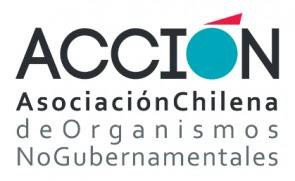 ACCIÓN
AsociaciónChilena
deOrganismos
NoGubernamentales